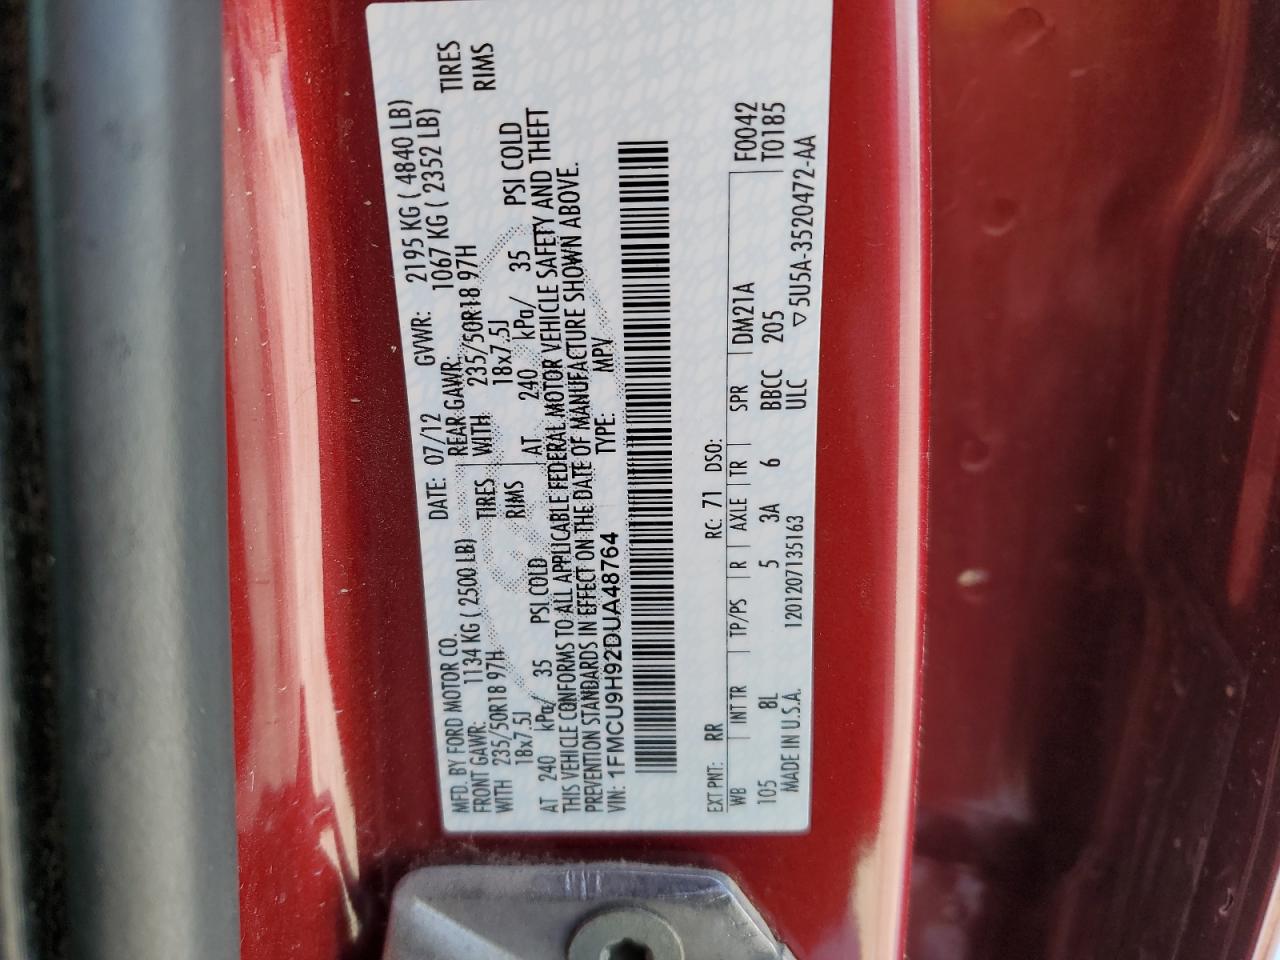 MFD. BY FORD MOTOR CO. DATE: 07/12 GVWR: 2195 KG ( 4840 LB)
FRONT GAWR: 1134 KG ( 2500 LB) REAR GAWR: 1067 KG ( 2352 LB)
WITH 235/50R18 97H TIRES WITH 235/50R18 97H TIRES
18x7.5J RIMS 18x7.5J RIMS
AT 240 kPa/ 35 PSI COLD AT 240 kPa/ 35 PSI COLD
THIS VEHICLE CONFORMS TO ALL APPLICABLE FEDERAL MOTOR VEHICLE SAFETY AND THEFT
PREVENTION STANDARDS IN EFFECT ON THE DATE OF MANUFACTURE SHOWN ABOVE.
VIN: 1FMCU9H92DUA48764 TYPE: MPV
EXT PNT: RR RC: 71 DSO:
WB INT TR TP/PS R AXLE TR SPR DM21A F0042
105 8L 5 3A 6 BBCC 205 T0185
MADE IN U.S.A. 1201207135163 ULC ▽5U5A-3520472-AA